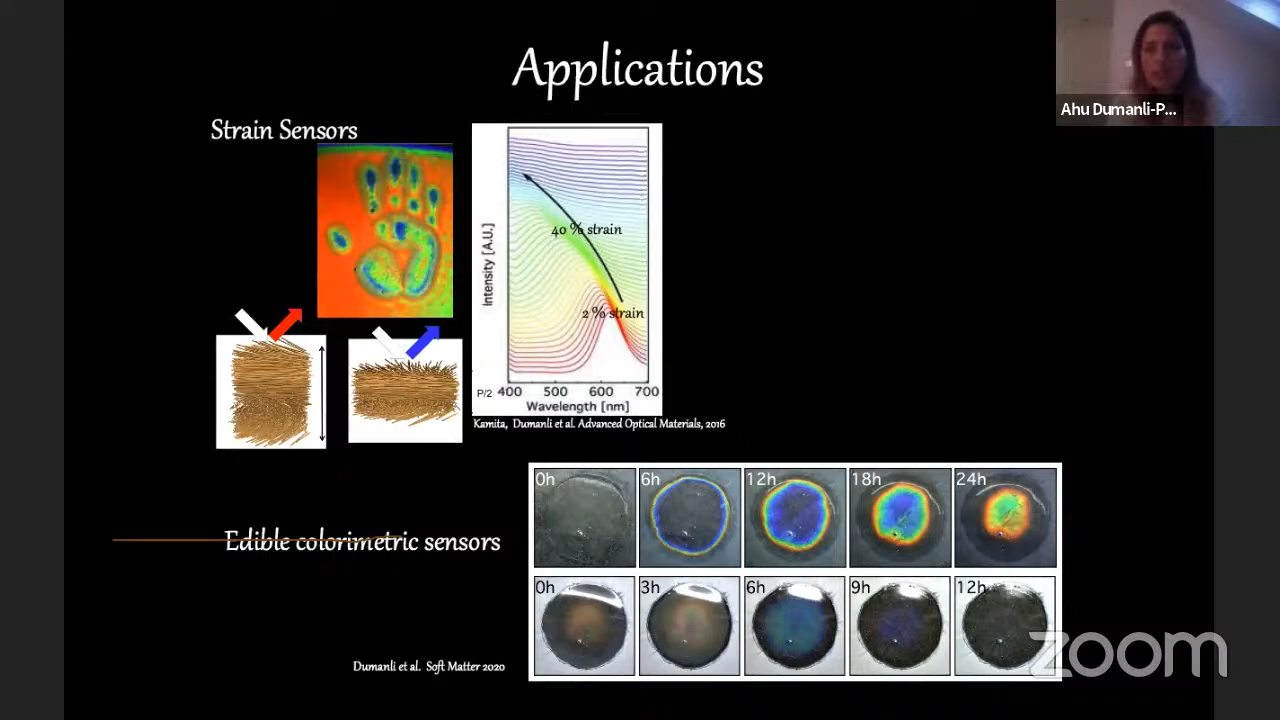 Applications
Ahu Dumanli-P...
Strain Sensors
40 % strain
2 % strain
Intensity [A.U.]
P/2
400 500 600 700
Wavelength [nm]
Kamita, Dumanli et al. Advanced Optical Materials, 2016
0h 6h 12h 18h 24h
Edible colorimetric sensors
0h 3h 6h 9h 12h
Dumanli et al. Soft Matter 2020
zoom